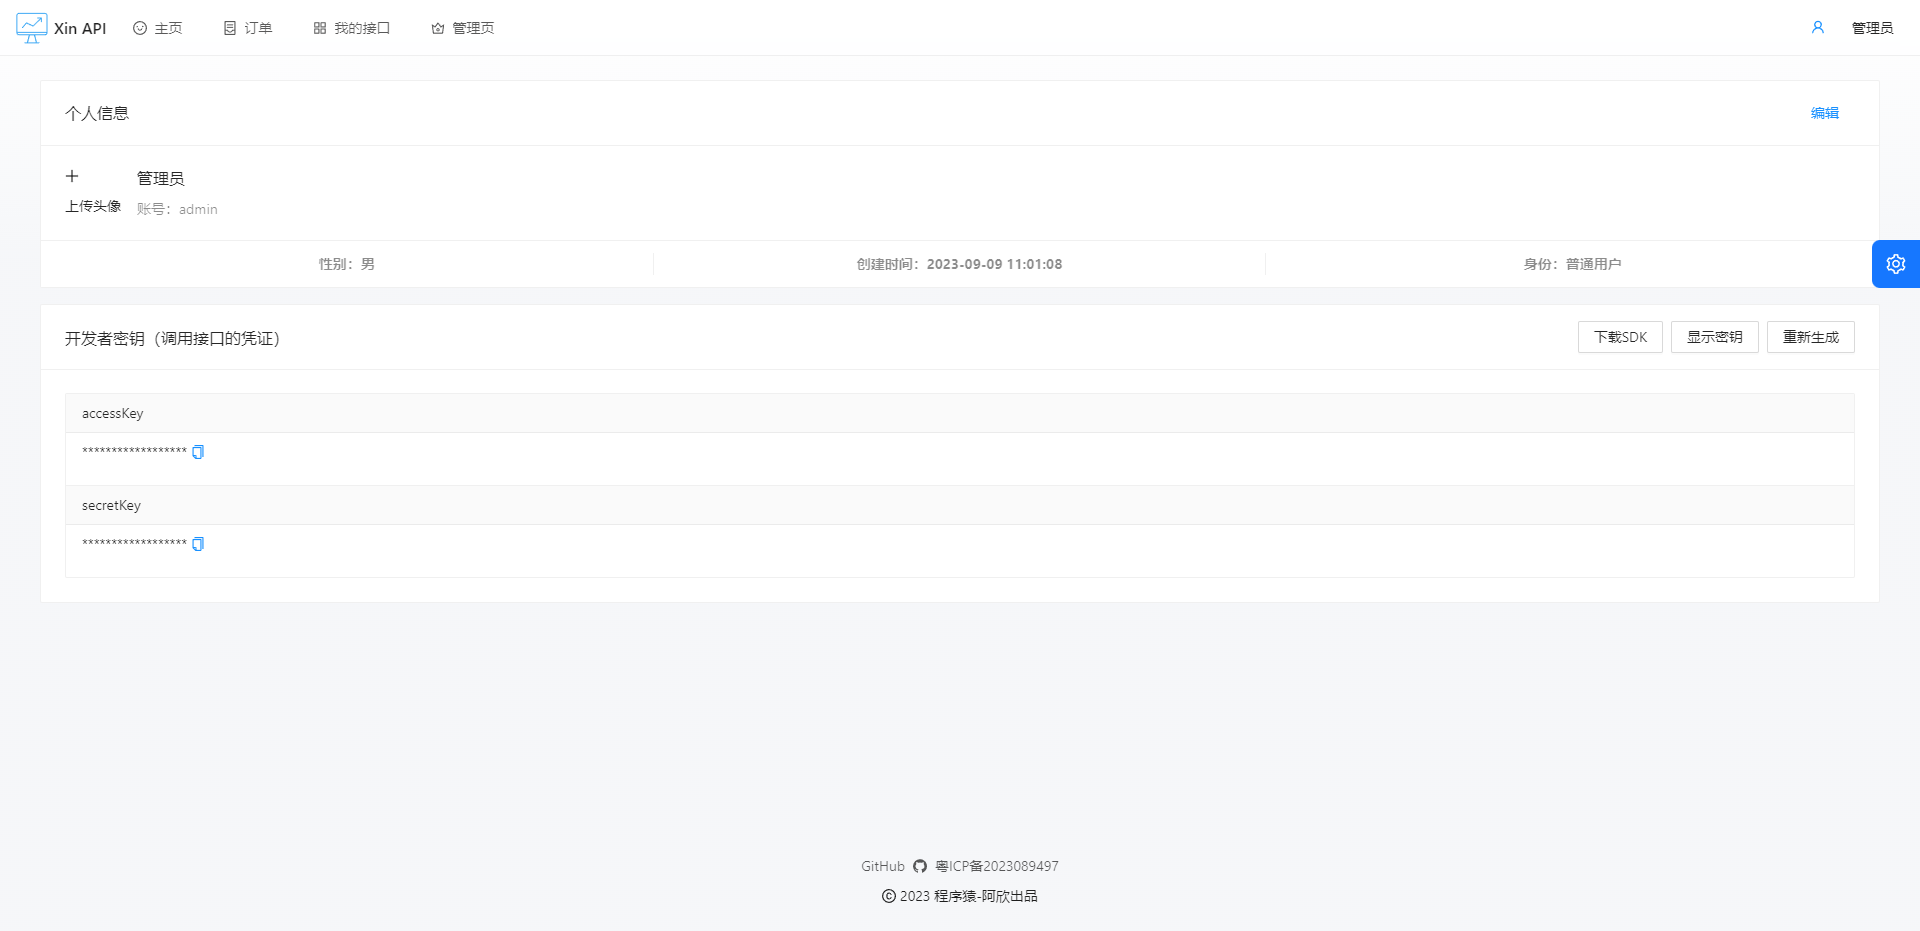 Xin API 主页 订单 我的接口 管理页 管理员
个人信息 编辑
管理员
上传头像 账号：admin
性别：男 创建时间：2023-09-09 11:01:08 身份：普通用户
开发者密钥（调用接口的凭证） 下载SDK 显示密钥 重新生成
accessKey
******************
secretKey
******************
GitHub 粤ICP备2023089497
© 2023 程序猿-阿欣出品